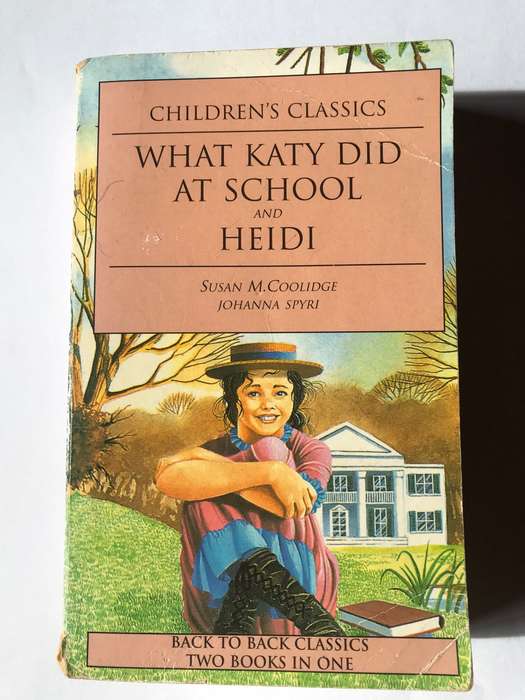 CHILDREN'S CLASSICS
WHAT KATY DID
AT SCHOOL
AND
HEIDI
SUSAN M.COOLIDGE
JOHANNA SPYRI
BACK TO BACK CLASSICS
TWO BOOKS IN ONE